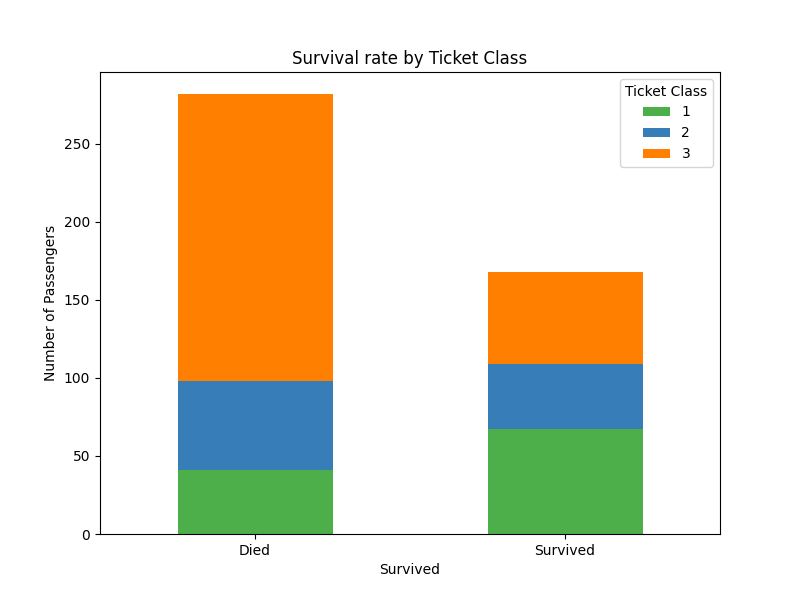 Survival rate by Ticket Class
Ticket Class
1
2
3
250
200
150
100
50
0
Number of Passengers
Died
Survived
Survived